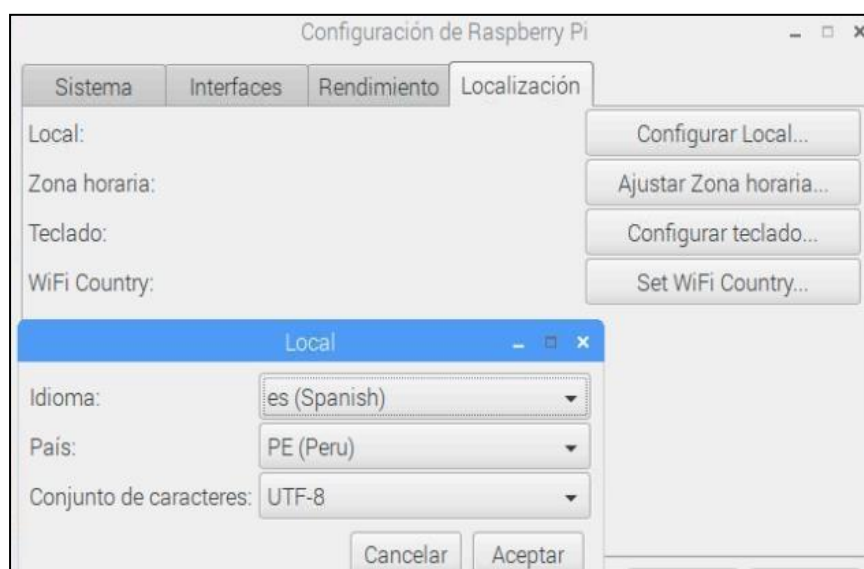 Configuración de Raspberry Pi
Sistema Interfaces Rendimiento Localización
Local: Configurar Local...
Zona horaria: Ajustar Zona horaria...
Teclado: Configurar teclado...
WiFi Country: Set WiFi Country...
Local
Idioma: es (Spanish)
País: PE (Peru)
Conjunto de caracteres: UTF-8
Cancelar Aceptar